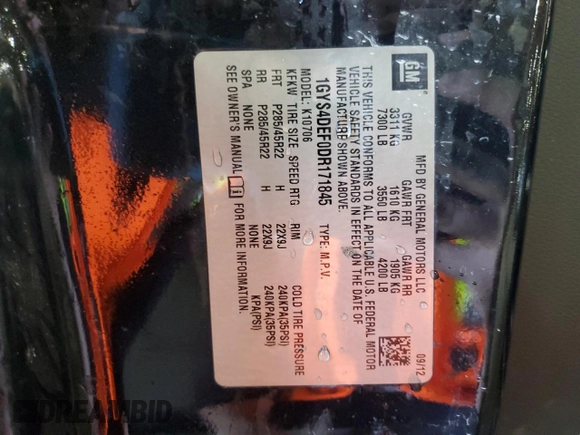 GM
MFD BY GENERAL MOTORS LLC 09/12
GVWR GAWR FRT GAWR RR
3311 KG 1610 KG 1905 KG
7300 LB 3550 LB 4200 LB
THIS VEHICLE CONFORMS TO ALL APPLICABLE U.S. FEDERAL MOTOR
VEHICLE SAFETY STANDARDS IN EFFECT ON THE DATE OF
MANUFACTURE SHOWN ABOVE.
1GYS4DEF0DR171845 TYPE: M.P.V.
MODEL: K10706
KFKW TIRE SIZE SPEED RTG RIM COLD TIRE PRESSURE
FRT P285/45R22 H 22X9J 240KPA(35PSI)
RR P285/45R22 H 22X9J 240KPA(35PSI)
SPA NONE NONE KPA(PSI)
SEE OWNER'S MANUAL FOR MORE INFORMATION.
DREAMBID